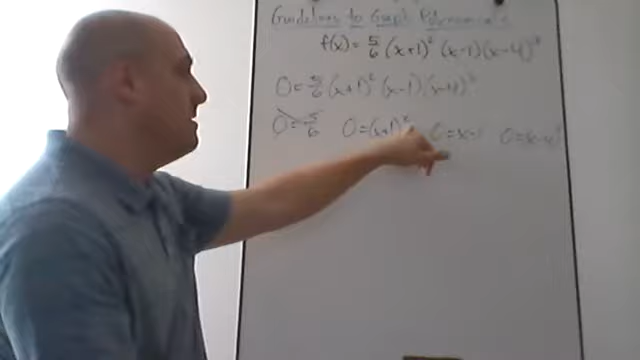 Guidelines to Graph Polynomials
f(x) = 5/6 (x+1)² (x-1)(x-4)³
0 = 5/6 (x+1)² (x-1)(x-4)³
0 = 5/6 0 = (x+1)² 0 = x-1 0 = x-4